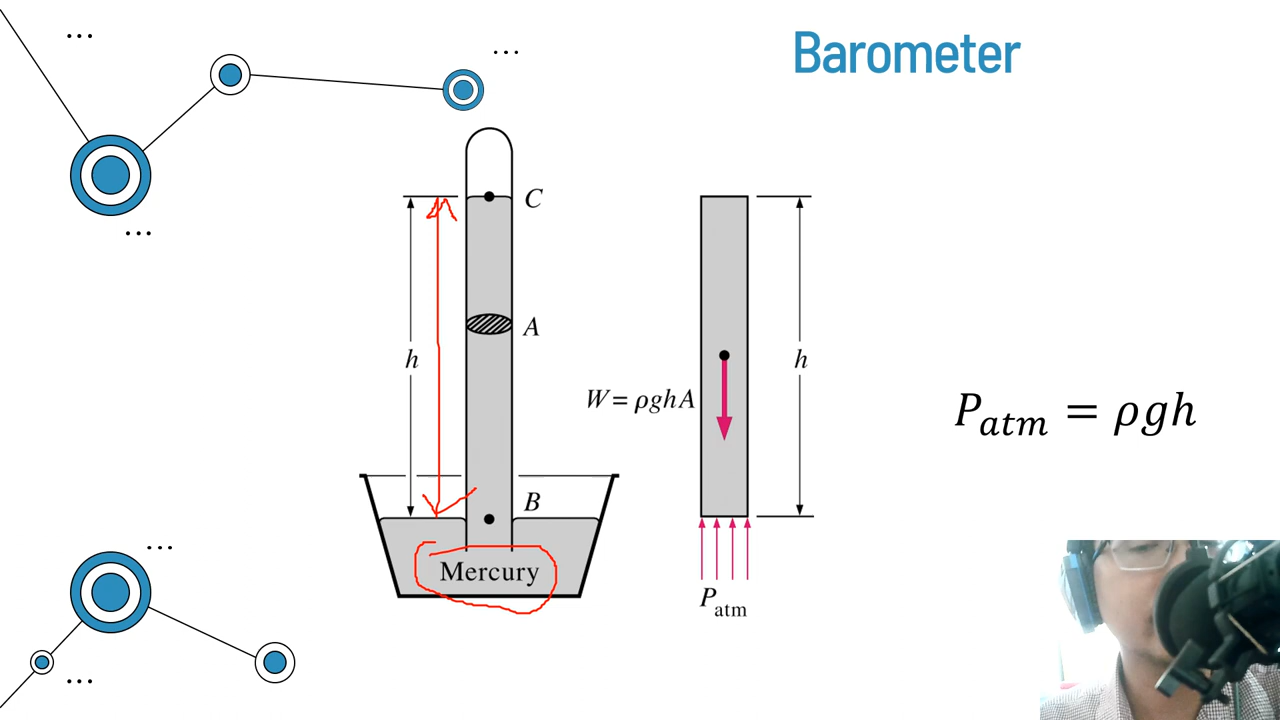 Barometer
C
A
h
h
W = ρghA
P_atm = ρgh
B
Mercury
P_atm